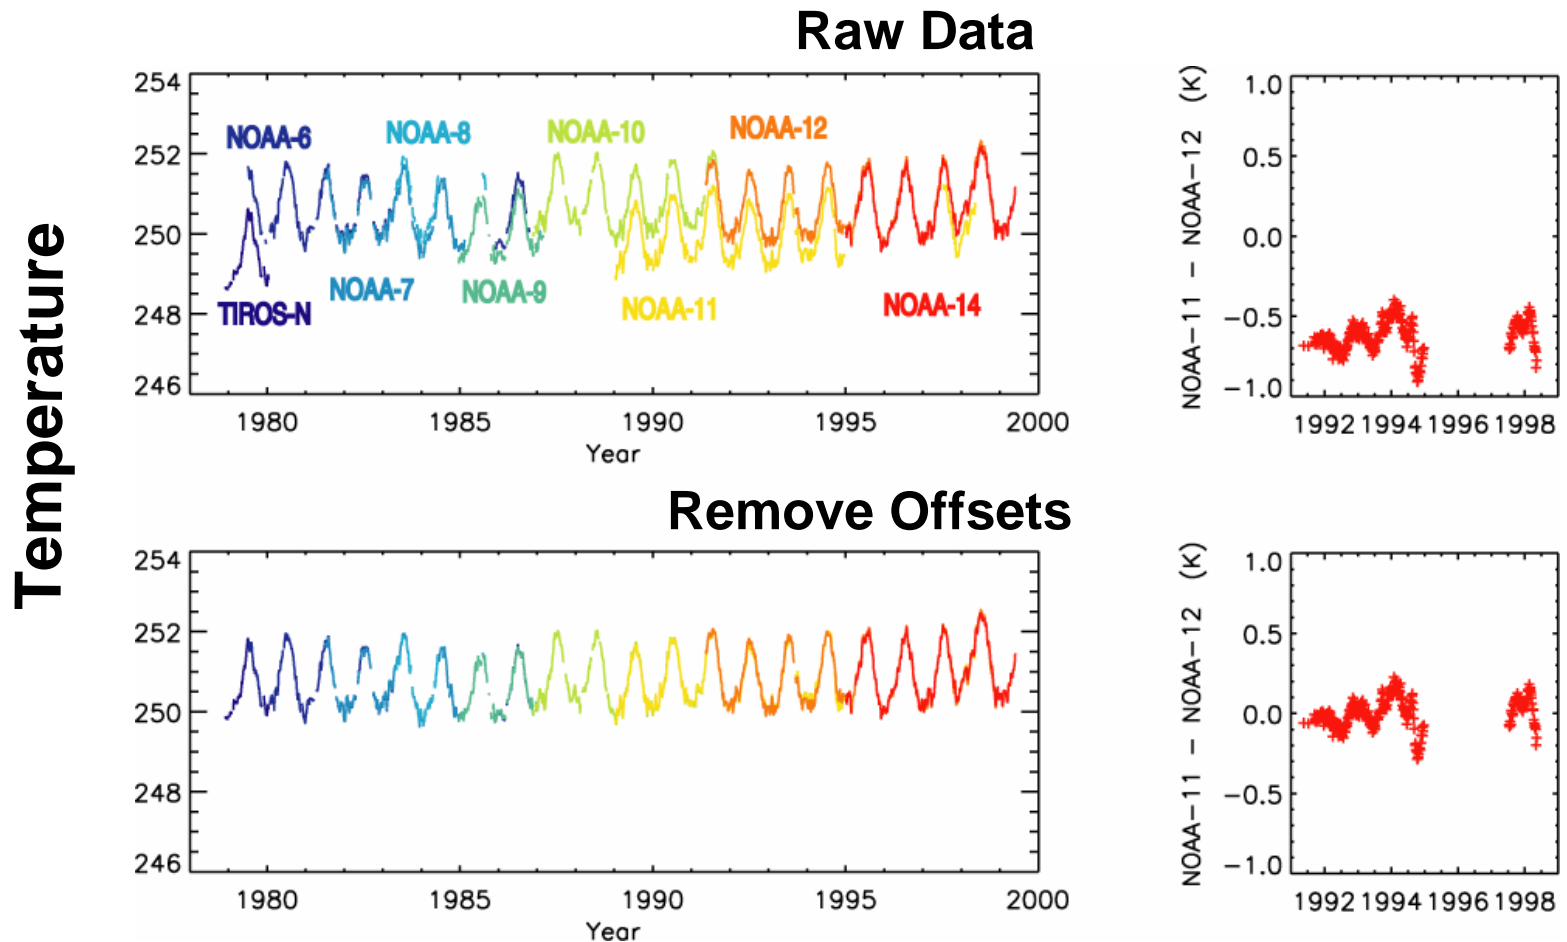 Raw Data
Temperature
254
252
250
248
246
NOAA-6
NOAA-8
NOAA-10
NOAA-12
TIROS-N
NOAA-7
NOAA-9
NOAA-11
NOAA-14
1980
1985
1990
1995
2000
Year
NOAA-11 - NOAA-12 (K)
1.0
0.5
0.0
-0.5
-1.0
1992
1994
1996
1998
Remove Offsets
254
252
250
248
246
1980
1985
1990
1995
2000
Year
NOAA-11 - NOAA-12 (K)
1.0
0.5
0.0
-0.5
-1.0
1992
1994
1996
1998